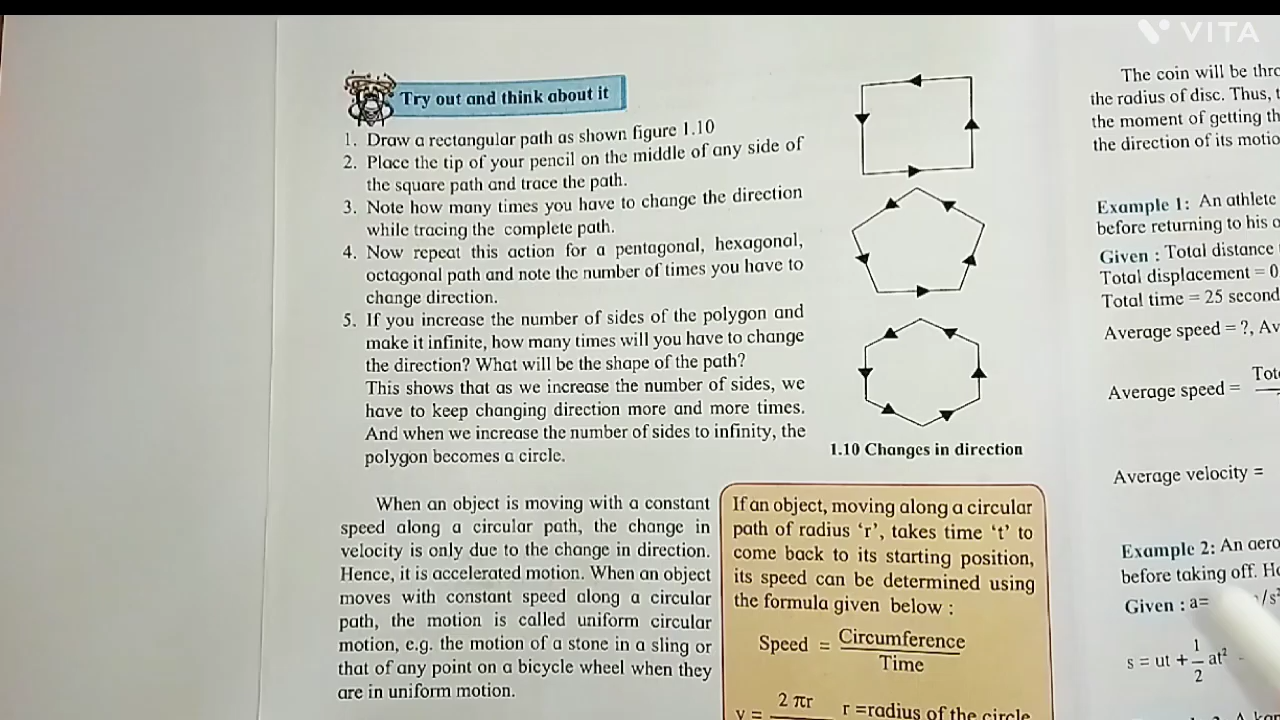 VITA
Try out and think about it
1. Draw a rectangular path as shown figure 1.10
2. Place the tip of your pencil on the middle of any side of
the square path and trace the path.
3. Note how many times you have to change the direction
while tracing the complete path.
4. Now repeat this action for a pentagonal, hexagonal,
octagonal path and note the number of times you have to
change direction.
5. If you increase the number of sides of the polygon and
make it infinite, how many times will you have to change
the direction? What will be the shape of the path?
This shows that as we increase the number of sides, we
have to keep changing direction more and more times.
And when we increase the number of sides to infinity, the
polygon becomes a circle.
1.10 Changes in direction
When an object is moving with a constant
speed along a circular path, the change in
velocity is only due to the change in direction.
Hence, it is accelerated motion. When an object
moves with constant speed along a circular
path, the motion is called uniform circular
motion, e.g. the motion of a stone in a sling or
that of any point on a bicycle wheel when they
are in uniform motion.
If an object, moving along a circular
path of radius ‘r’, takes time ‘t’ to
come back to its starting position,
its speed can be determined using
the formula given below :
Speed = Circumference
Time
v = 2 πr r =radius of the circle
The coin will be
the radius of disc. Thus,
the moment of getting
the direction of its
Example 1: An athlete
before returning to his
Given : Total distance
Total displacement = 0
Total time = 25
Average speed = ?,
Average speed =
Average velocity =
Example 2: An
before taking off.
Given : a=
s = ut + 1/2 at²